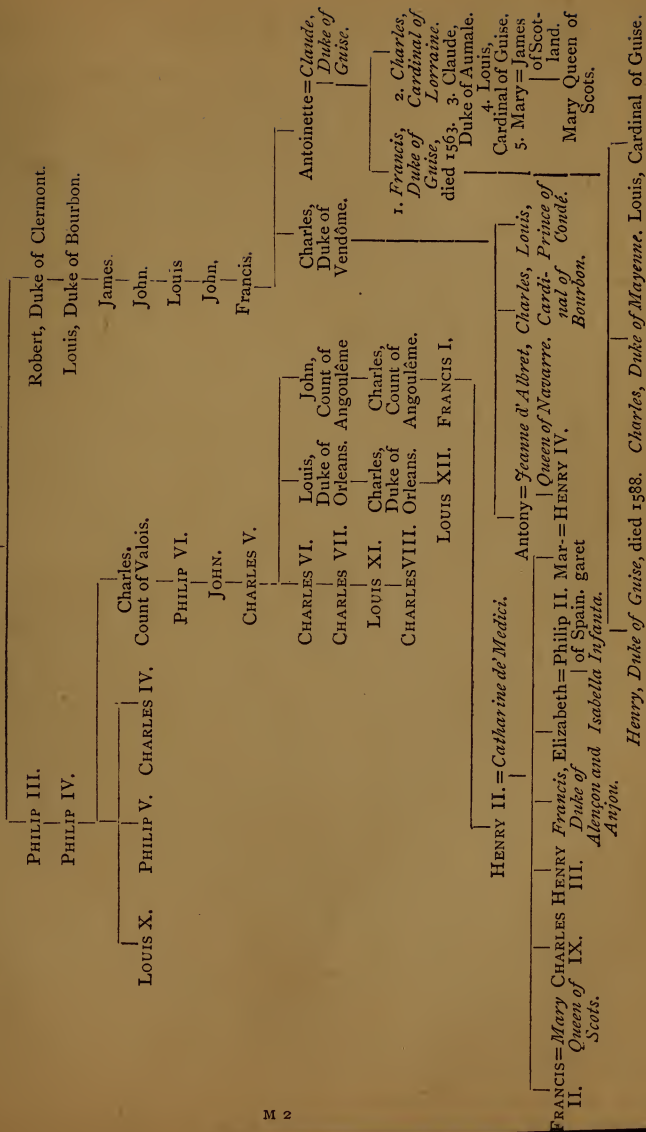 PHILIP III.
Robert, Duke of Clermont.
PHILIP IV.
Louis, Duke of Bourbon.
James.
John.
Louis
John,
Francis.
LOUIS X.
PHILIP V.
CHARLES IV.
Charles.
Count of Valois.
PHILIP VI.
JOHN.
CHARLES V.
CHARLES VI.
CHARLES VII.
LOUIS XI.
CHARLES VIII.
Louis,
Duke of
Orleans.
Charles,
Duke of
Orleans.
LOUIS XII.
John,
Count of
Angoulême
Charles,
Count of
Angoulême.
FRANCIS I.
Charles,
Duke of
Vendôme.
Antoinette = Claude,
Duke of
Guise.
1. Francis,
Duke of
Guise,
died 1563.
2. Charles,
Cardinal of
Lorraine.
3. Claude,
Duke of Aumale.
4. Louis,
Cardinal of Guise.
5. Mary = James
of Scot-
land.
Mary Queen of
Scots.
HENRY II. = Catharine de' Medici.
Antony = Jeanne d'Albret,
Queen of Navarre.
Charles,
Cardi-
nal of
Bourbon.
Louis,
Prince of
Condé.
FRANCIS = Mary
II. Queen of
Scots.
CHARLES
IX.
HENRY
III.
Francis,
Duke of
Alençon and
Anjou.
Elizabeth = Philip II.
of Spain.
Isabella Infanta.
Mar- = HENRY IV.
garet
Henry, Duke of Guise, died 1588.
Charles, Duke of Mayenne.
Louis, Cardinal of Guise.
M 2